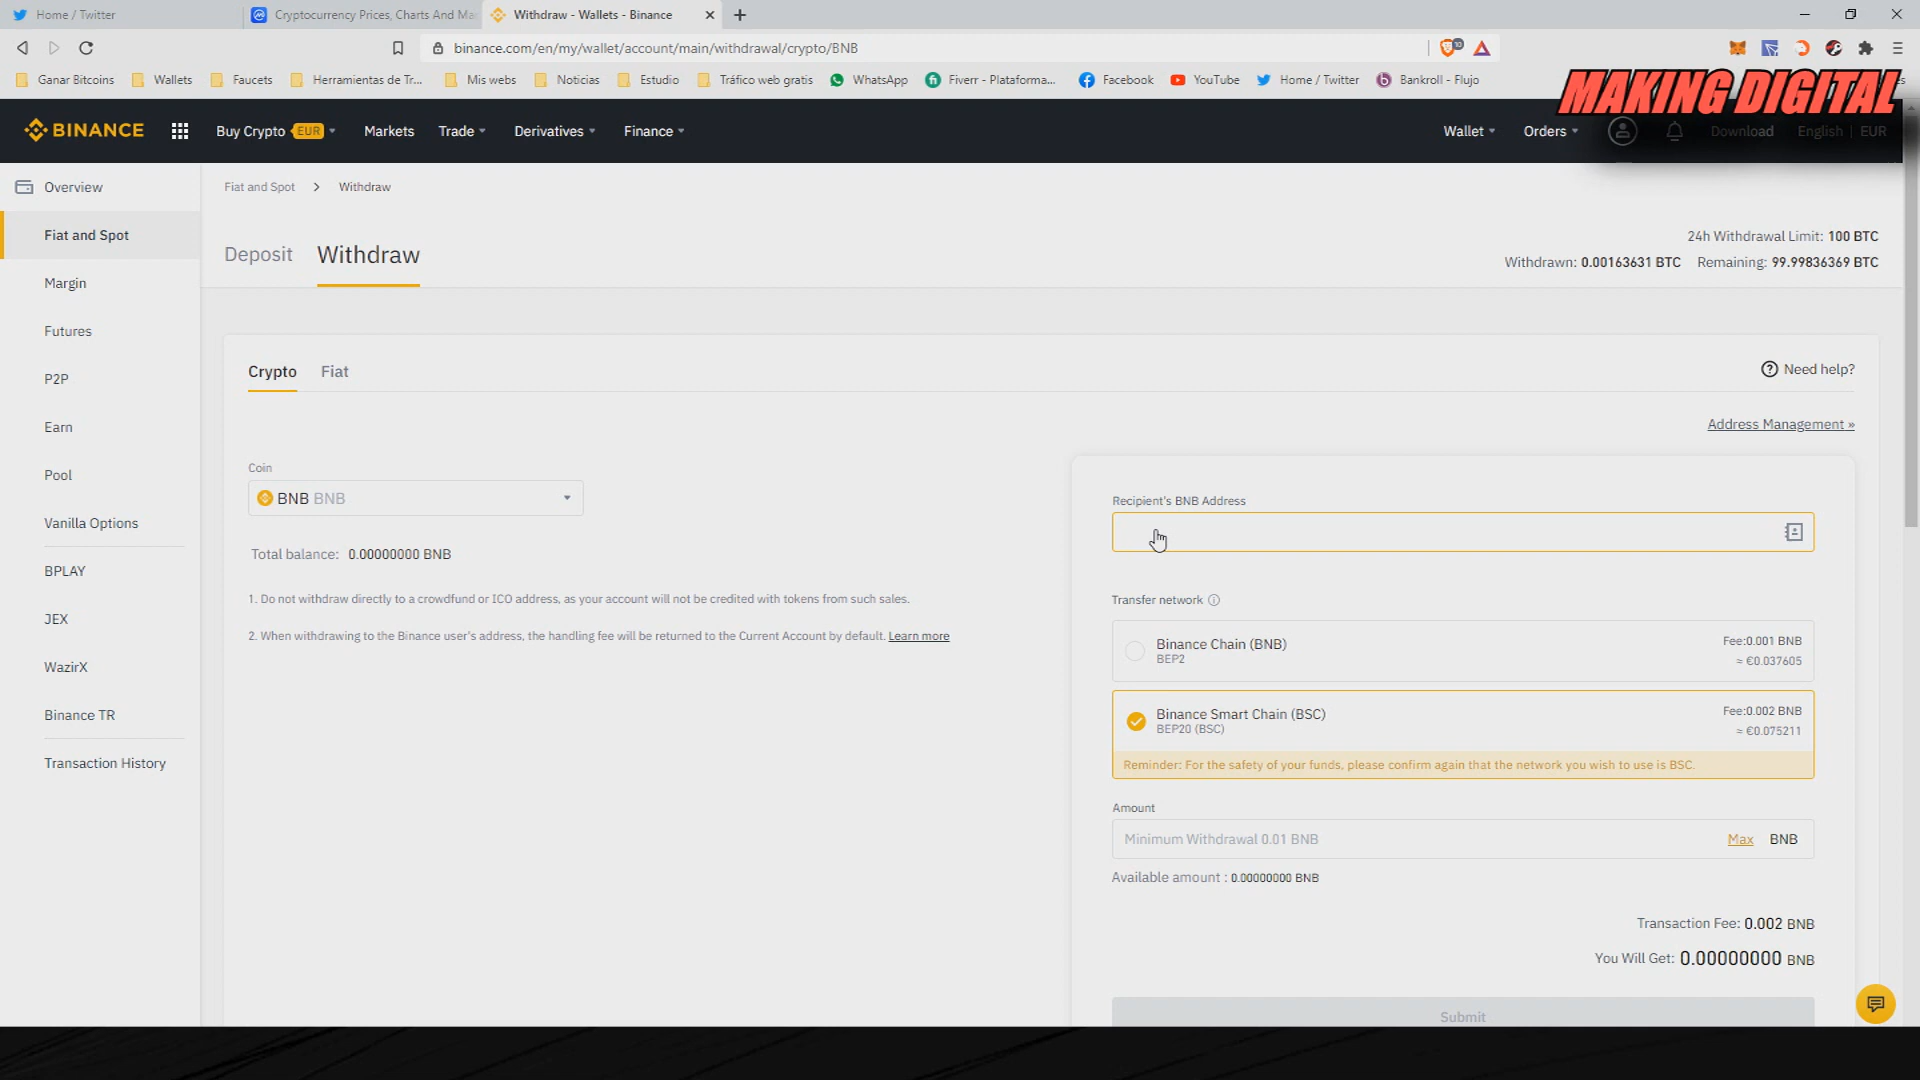 Home / Twitter
Cryptocurrency Prices, Charts And Ma
Withdraw - Wallets - Binance
binance.com/en/my/wallet/account/main/withdrawal/crypto/BNB
10
Ganar Bitcoins
Wallets
Faucets
Herramientas de Tr...
Mis webs
Noticias
Estudio
Tráfico web gratis
WhatsApp
Fiverr - Plataforma...
Facebook
YouTube
Home / Twitter
Bankroll - Flujo
MAKING DIGITAL
BINANCE
Buy Crypto EUR
Markets
Trade
Derivatives
Finance
Wallet
Orders
Download
English
EUR
Overview
Fiat and Spot
Margin
Futures
P2P
Earn
Pool
Vanilla Options
BPLAY
JEX
WazirX
Binance TR
Transaction History
Fiat and Spot > Withdraw
Deposit
Withdraw
24h Withdrawal Limit: 100 BTC
Withdrawn: 0.00163631 BTC Remaining: 99.99836369 BTC
Crypto
Fiat
Need help?
Address Management »
Coin
BNB BNB
Total balance: 0.00000000 BNB
1. Do not withdraw directly to a crowdfund or ICO address, as your account will not be credited with tokens from such sales.
2. When withdrawing to the Binance user's address, the handling fee will be returned to the Current Account by default. Learn more
Recipient's BNB Address
Transfer network
Binance Chain (BNB)
BEP2
Fee:0.001 BNB
≈ €0.037605
Binance Smart Chain (BSC)
BEP20 (BSC)
Fee:0.002 BNB
≈ €0.075211
Reminder: For the safety of your funds, please confirm again that the network you wish to use is BSC.
Amount
Minimum Withdrawal 0.01 BNB
Max BNB
Available amount : 0.00000000 BNB
Transaction Fee: 0.002 BNB
You Will Get: 0.00000000 BNB
Submit